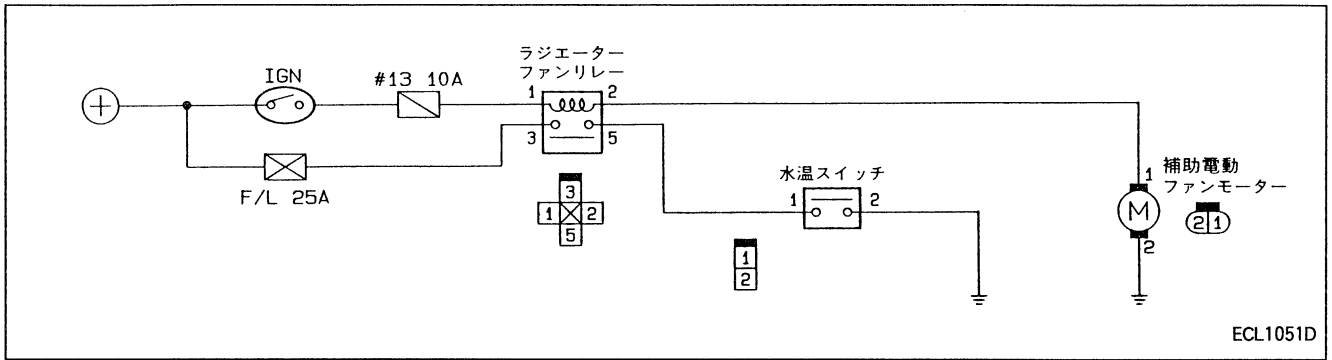 ラジエーター
ファンリレー
IGN
#13 10A
1
2
3
5
F/L 25A
3
1
2
5
水温スイッチ
1
2
1
2
補助電動
ファンモーター
1
M
2
2 1
ECL1051D